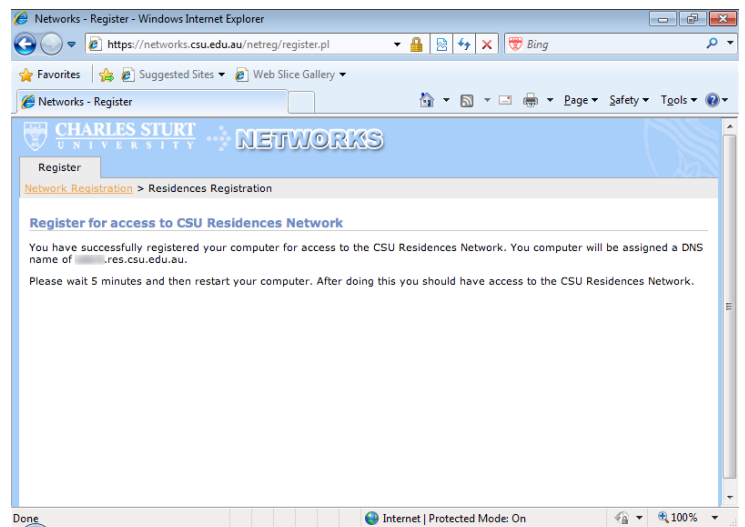 Networks - Register - Windows Internet Explorer
https://networks.csu.edu.au/netreg/register.pl
Bing
Favorites Suggested Sites Web Slice Gallery
Networks - Register
Page Safety Tools
CHARLES STURT
UNIVERSITY
NETWORKS
Register
Network Registration > Residences Registration
Register for access to CSU Residences Network
You have successfully registered your computer for access to the CSU Residences Network. You computer will be assigned a DNS
name of .res.csu.edu.au.
Please wait 5 minutes and then restart your computer. After doing this you should have access to the CSU Residences Network.
Done Internet | Protected Mode: On 100%